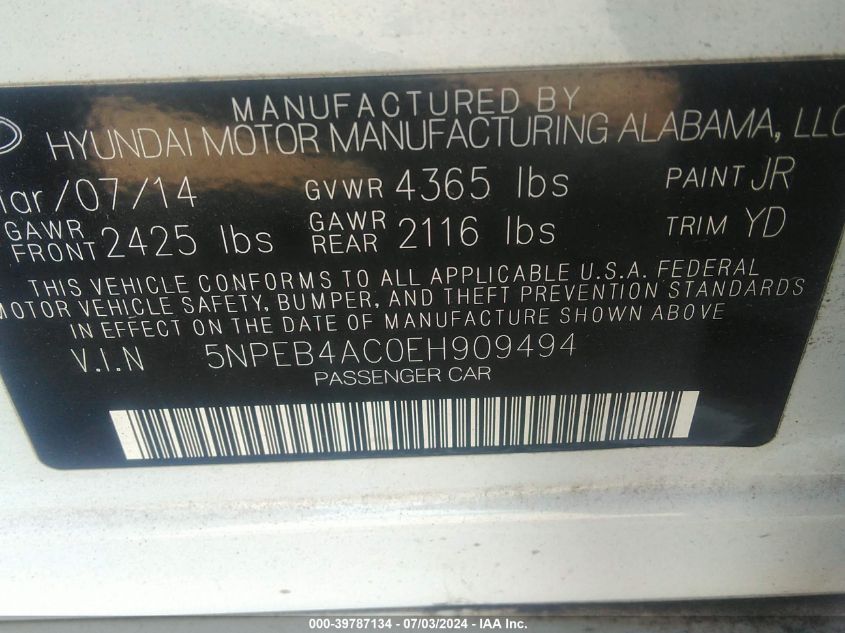 MANUFACTURED BY
HYUNDAI MOTOR MANUFACTURING ALABAMA, LLC
ar/07/14 GVWR 4365 lbs PAINT JR
GAWR FRONT 2425 lbs GAWR REAR 2116 lbs TRIM YD
THIS VEHICLE CONFORMS TO ALL APPLICABLE U.S.A. FEDERAL
MOTOR VEHICLE SAFETY, BUMPER, AND THEFT PREVENTION STANDARDS
IN EFFECT ON THE DATE OF MANUFACTURE SHOWN ABOVE
V.I.N 5NPEB4AC0EH909494
PASSENGER CAR
000-39787134 - 07/03/2024 - IAA Inc.